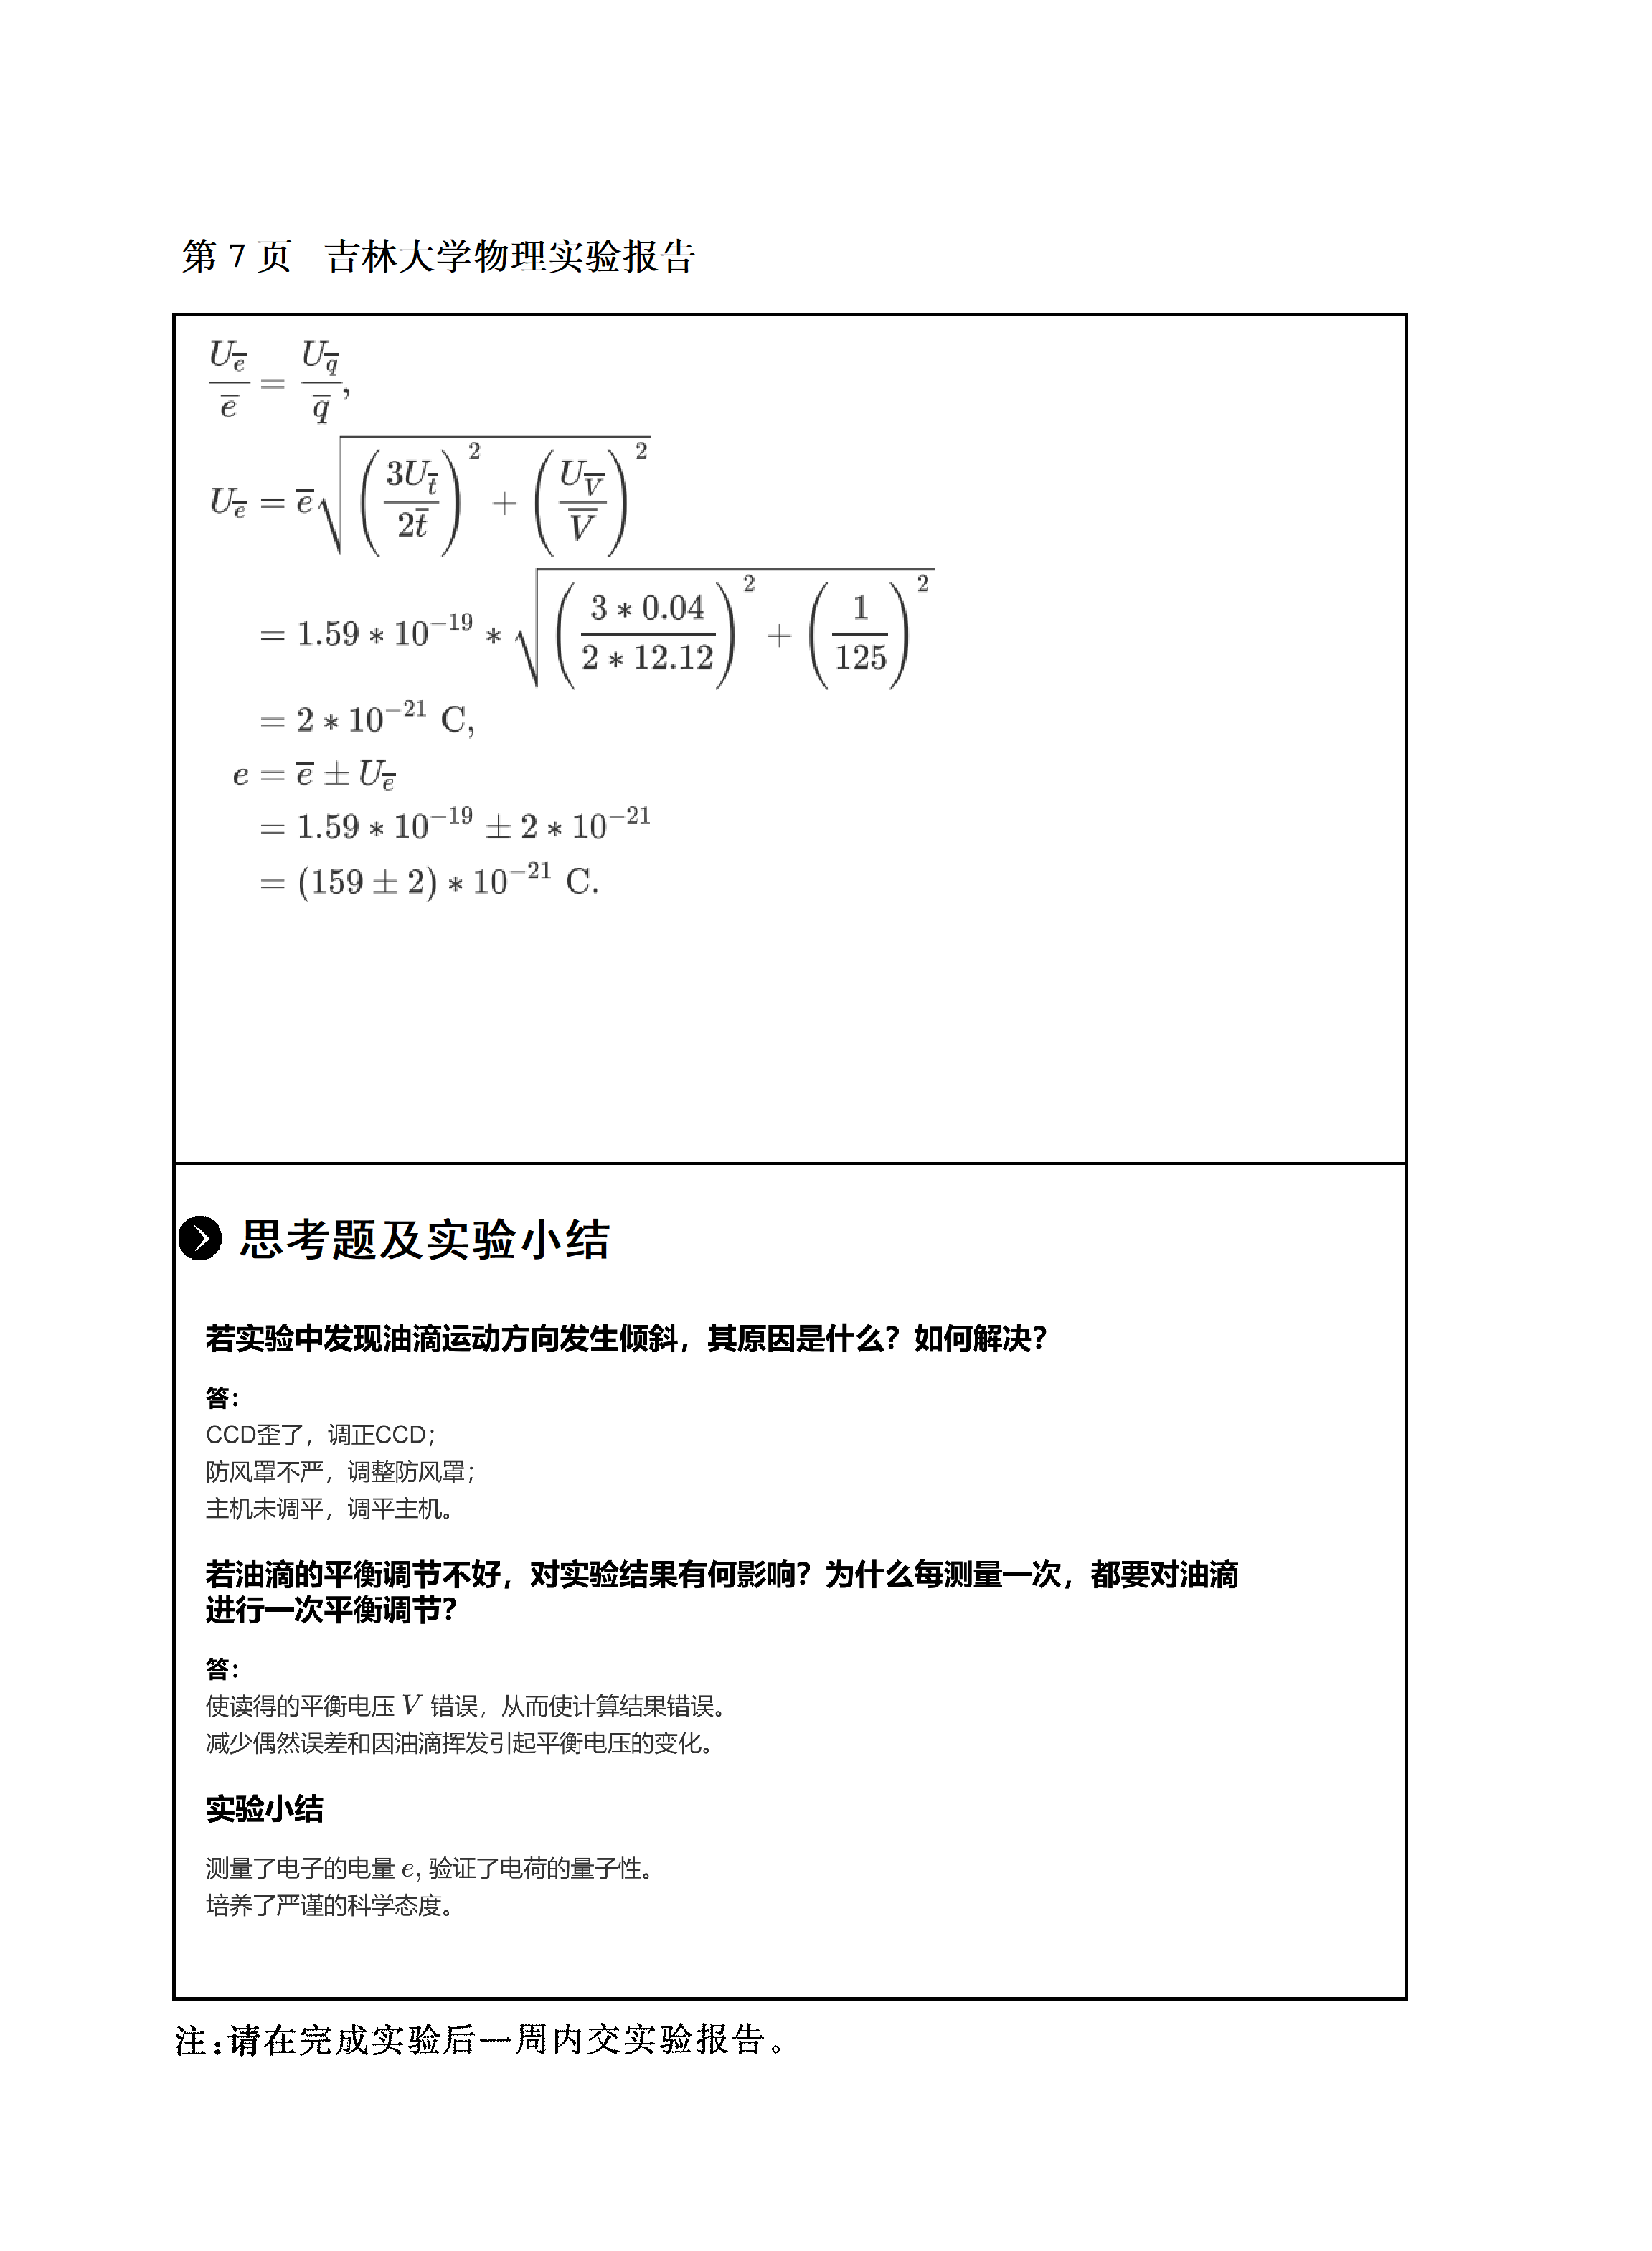 第 7 页 吉林大学物理实验报告
$\frac{U_{\overline{e}}}{\overline{e}} = \frac{U_{\overline{q}}}{\overline{q}},$
$U_{\overline{e}} = \overline{e}\sqrt{\left(\frac{3U_{\overline{t}}}{2\overline{t}}\right)^2 + \left(\frac{U_{\overline{V}}}{\overline{V}}\right)^2}$
$= 1.59 * 10^{-19} * \sqrt{\left(\frac{3 * 0.04}{2 * 12.12}\right)^2 + \left(\frac{1}{125}\right)^2}$
$= 2 * 10^{-21}\ \mathrm{C},$
$e = \overline{e} \pm U_{\overline{e}}$
$= 1.59 * 10^{-19} \pm 2 * 10^{-21}$
$= (159 \pm 2) * 10^{-21}\ \mathrm{C}.$
思考题及实验小结
若实验中发现油滴运动方向发生倾斜，其原因是什么？如何解决？
答：
CCD歪了，调正CCD；
防风罩不严，调整防风罩；
主机未调平，调平主机。
若油滴的平衡调节不好，对实验结果有何影响？为什么每测量一次，都要对油滴
进行一次平衡调节？
答：
使读得的平衡电压 V 错误，从而使计算结果错误。
减少偶然误差和因油滴挥发引起平衡电压的变化。
实验小结
测量了电子的电量 e, 验证了电荷的量子性。
培养了严谨的科学态度。
注：请在完成实验后一周内交实验报告。